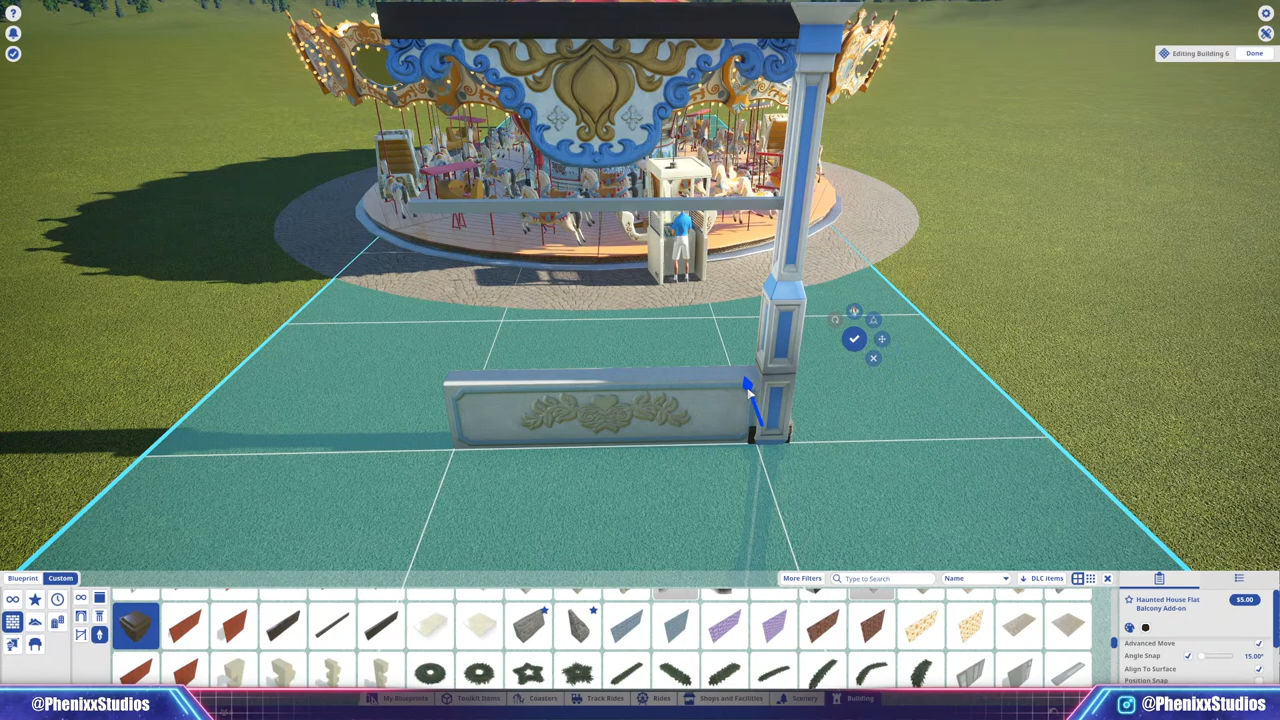 ?
Editing Building 6
Done
Blueprint
Custom
More Filters
Type to Search
Name
DLC items
Haunted House Flat
Balcony Add-on
$5.00
Advanced Move
Angle Snap
15.00°
Align To Surface
Position Snap
@PhenixxStudios
My Blueprints
Toolkit Items
Coasters
Track Rides
Rides
Shops and Facilities
Scenery
Building
@PhenixxStudios